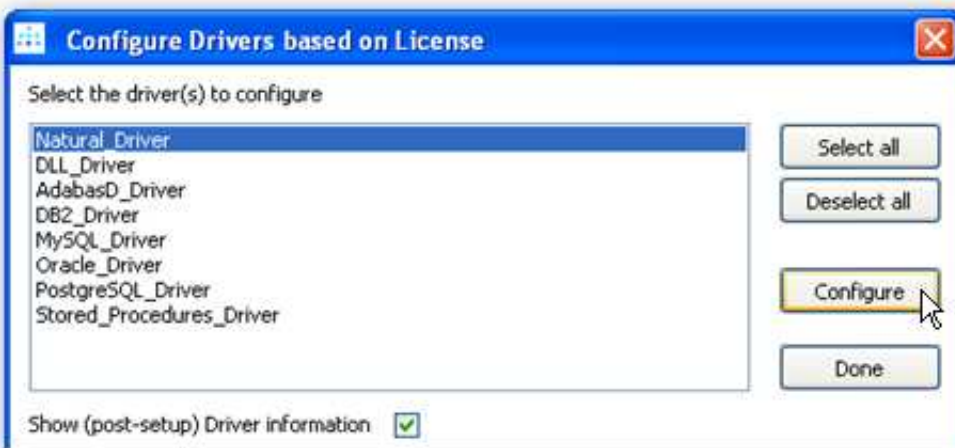 Configure Drivers based on License
Select the driver(s) to configure
Natural_Driver
DLL_Driver
AdabasD_Driver
DB2_Driver
MySQL_Driver
Oracle_Driver
PostgreSQL_Driver
Stored_Procedures_Driver
Select all
Deselect all
Configure
Done
Show (post-setup) Driver information